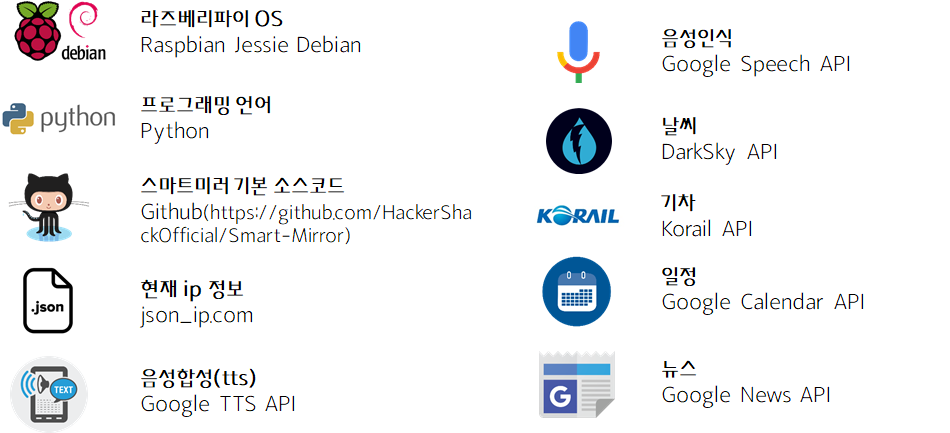 debian
라즈베리파이 OS
Raspbian Jessie Debian
python
프로그래밍 언어
Python
스마트미러 기본 소스코드
Github(https://github.com/HackerSha
ckOfficial/Smart-Mirror)
.json
현재 ip 정보
json_ip.com
TEXT
음성합성(tts)
Google TTS API
음성인식
Google Speech API
날씨
DarkSky API
KORAIL
기차
Korail API
일정
Google Calendar API
G
뉴스
Google News API